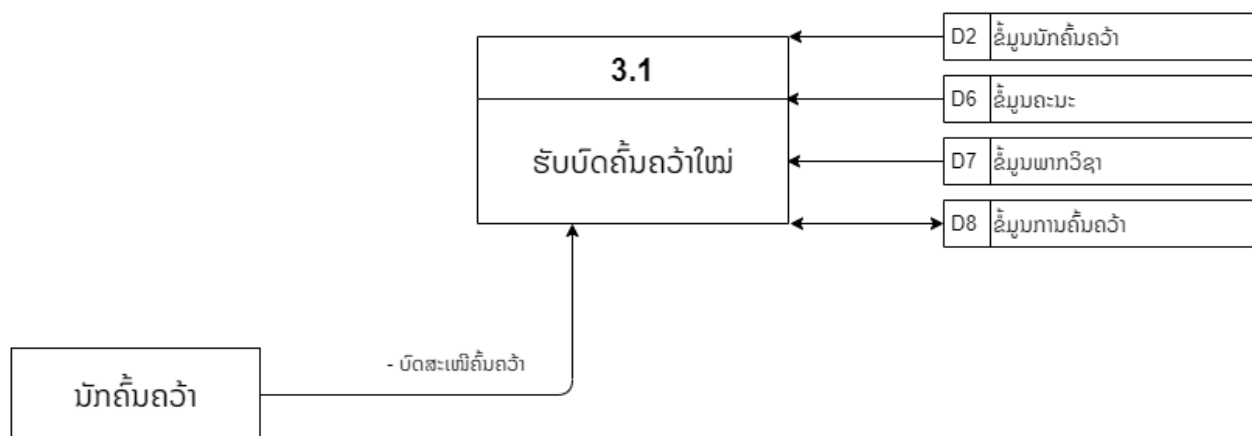 3.1
ຮັບບົດຄົ້ນຄວ້າໃໝ່
D2 ຂໍ້ມູນນັກຄົ້ນຄວ້າ
D6 ຂໍ້ມູນຄະນະ
D7 ຂໍ້ມູນພາກວິຊາ
D8 ຂໍ້ມູນການຄົ້ນຄວ້າ
- ບົດສະເໜີຄົ້ນຄວ້າ
ນັກຄົ້ນຄວ້າ